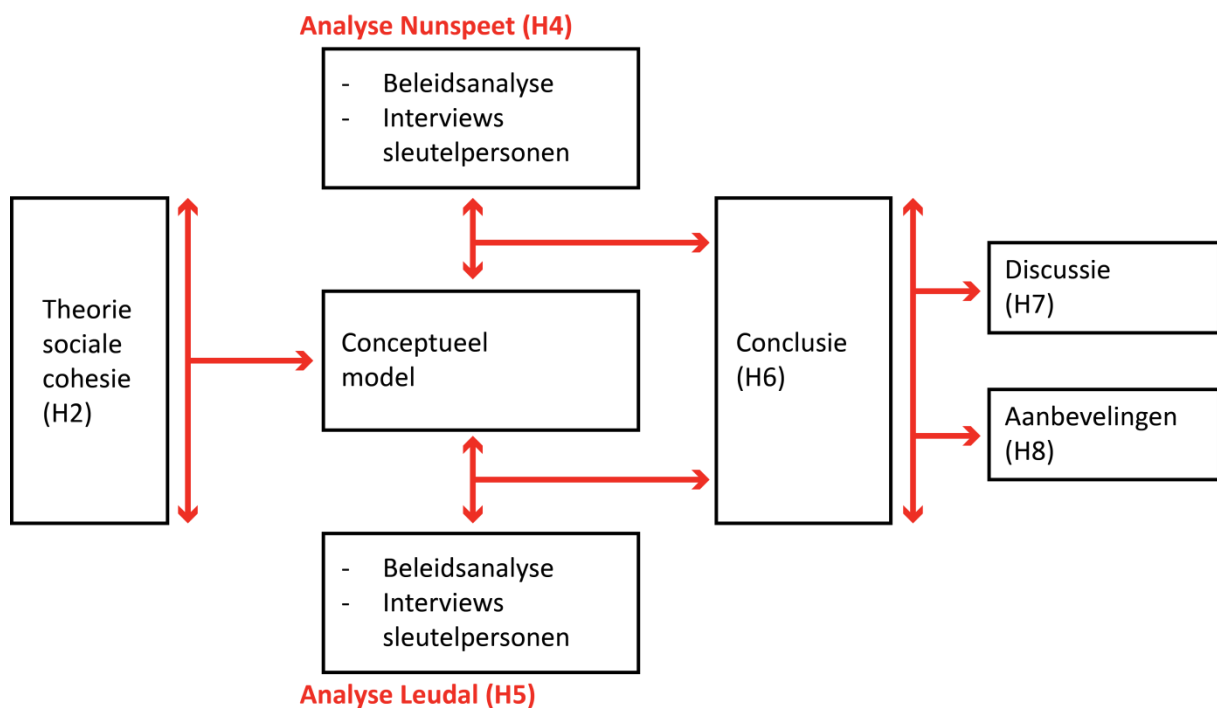 Analyse Nunspeet (H4)
- Beleidsanalyse
- Interviews
sleutelpersonen
Theorie
sociale
cohesie
(H2)
Conceptueel
model
Conclusie
(H6)
Discussie
(H7)
Aanbevelingen
(H8)
- Beleidsanalyse
- Interviews
sleutelpersonen
Analyse Leudal (H5)